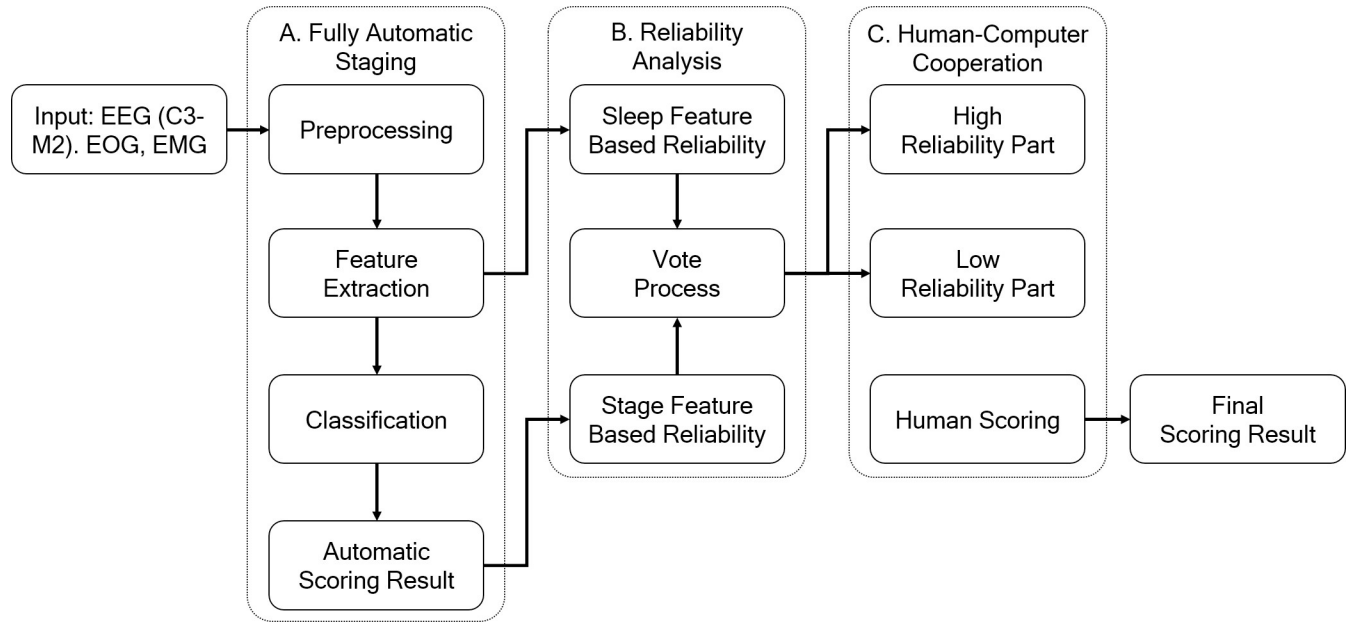 Input: EEG (C3-
M2). EOG, EMG
A. Fully Automatic
Staging
Preprocessing
Feature
Extraction
Classification
Automatic
Scoring Result
B. Reliability
Analysis
Sleep Feature
Based Reliability
Vote
Process
Stage Feature
Based Reliability
C. Human-Computer
Cooperation
High
Reliability Part
Low
Reliability Part
Human Scoring
Final
Scoring Result